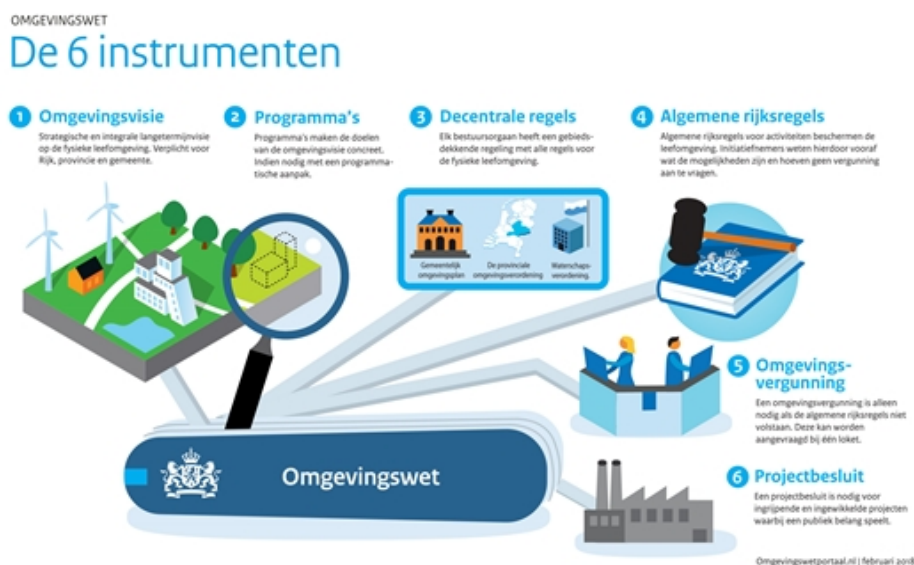 OMGEVINGSWET
De 6 instrumenten
1 Omgevingsvisie
Strategische en integrale langetermijnvisie
op de fysieke leefomgeving. Verplicht voor
Rijk, provincie en gemeente.
2 Programma's
Programma's maken de doelen
van de omgevingsvisie concreet.
Indien nodig met een programma-
tische aanpak.
3 Decentrale regels
Elk bestuursorgaan heeft een gebieds-
dekkende regeling met alle regels voor
de fysieke leefomgeving.
Gemeentelijk
omgevingsplan
De provinciale
omgevingsverordening
Waterschaps-
verordening
4 Algemene rijksregels
Algemene rijksregels voor activiteiten beschermen de
leefomgeving. Initiatiefnemers weten hierdoor vooraf
wat de mogelijkheden zijn en hoeven geen vergunning
aan te vragen.
5 Omgevings-
vergunning
Een omgevingsvergunning is alleen
nodig als de algemene rijksregels niet
volstaan. Deze kan worden
aangevraagd bij één loket.
6 Projectbesluit
Een projectbesluit is nodig voor
ingrijpende en ingewikkelde projecten
waarbij een publiek belang speelt.
Omgevingswet
Omgevingswetportaal.nl | februari 2018